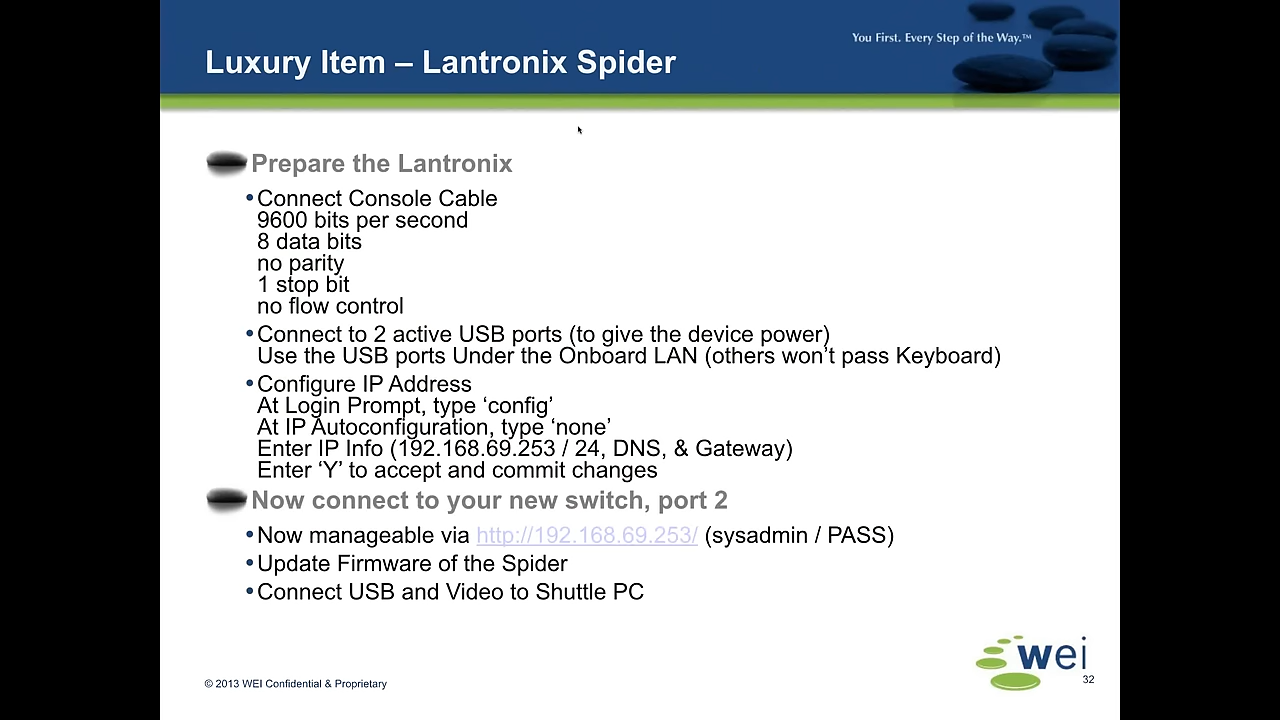 You First. Every Step of the Way.™
Luxury Item – Lantronix Spider
Prepare the Lantronix
•Connect Console Cable
9600 bits per second
8 data bits
no parity
1 stop bit
no flow control
•Connect to 2 active USB ports (to give the device power)
Use the USB ports Under the Onboard LAN (others won’t pass Keyboard)
•Configure IP Address
At Login Prompt, type ‘config’
At IP Autoconfiguration, type ‘none’
Enter IP Info (192.168.69.253 / 24, DNS, & Gateway)
Enter ‘Y’ to accept and commit changes
Now connect to your new switch, port 2
•Now manageable via http://192.168.69.253/ (sysadmin / PASS)
•Update Firmware of the Spider
•Connect USB and Video to Shuttle PC
wei
© 2013 WEI Confidential & Proprietary
32